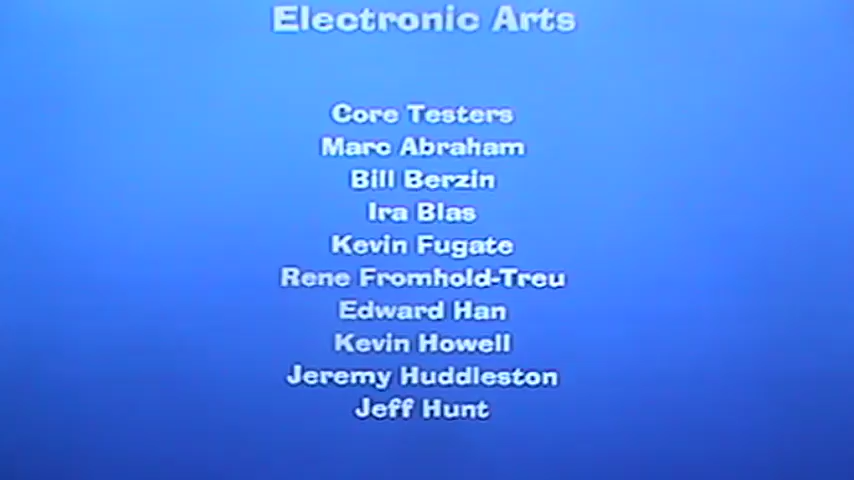 Electronic Arts
Core Testers
Marc Abraham
Bill Berzin
Ira Blas
Kevin Fugate
Rene Fromhold-Treu
Edward Han
Kevin Howell
Jeremy Huddleston
Jeff Hunt